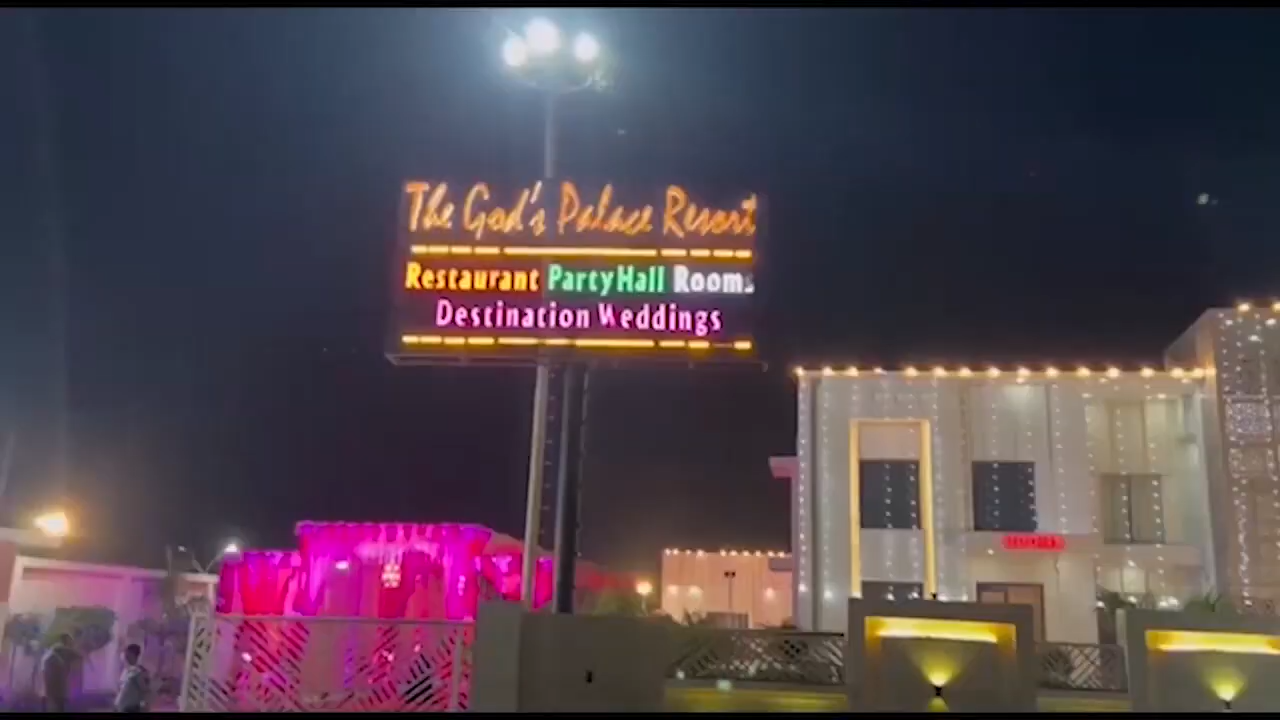 The God's Palace Resort
Restaurant PartyHall Rooms
Destination Weddings